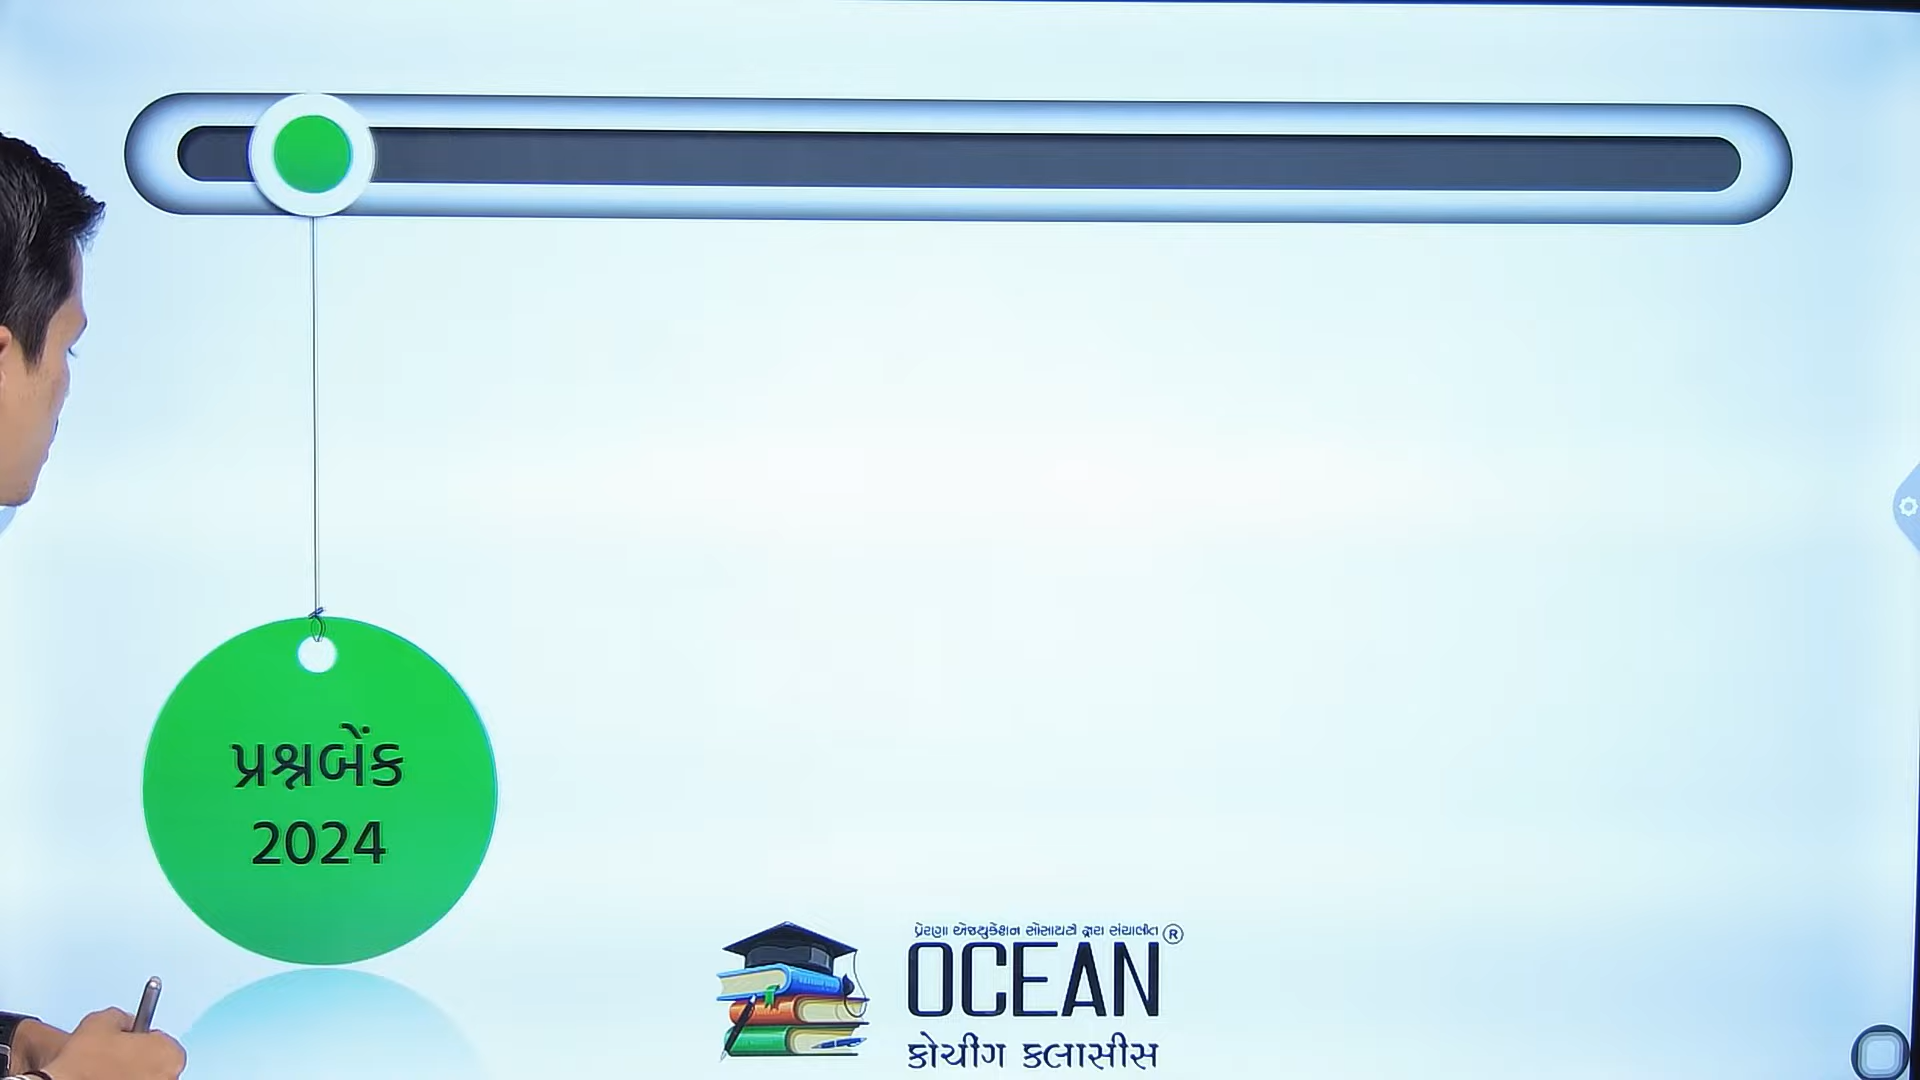 પ્રશ્નબેંક
2024
પ્રેરણા એજ્યુકેશન સોસાયટી દ્વારા સંચાલીત ®
OCEAN
કોચીંગ ક્લાસીસ